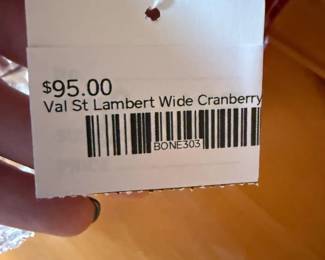 $95.00
Val St Lambert Wide Cranberry
BONE303